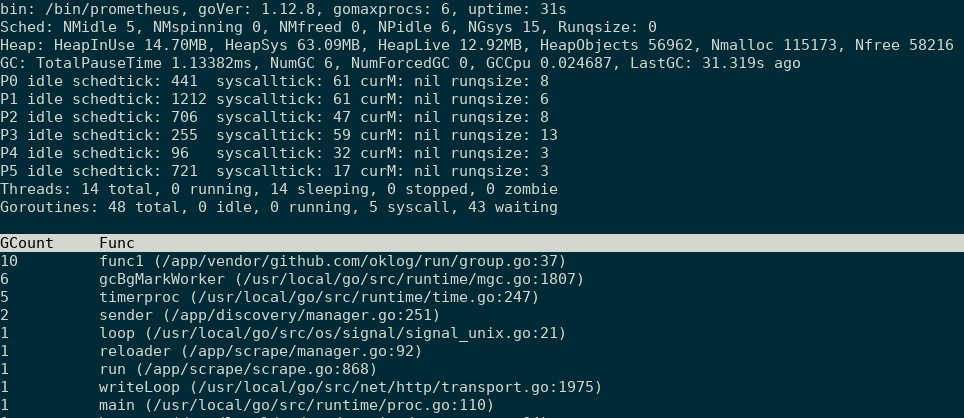 bin: /bin/prometheus, goVer: 1.12.8, gomaxprocs: 6, uptime: 31s
Sched: NMidle 5, NMspinning 0, NMfreed 0, NPidle 6, NGsys 15, Runqsize: 0
Heap: HeapInUse 14.70MB, HeapSys 63.09MB, HeapLive 12.92MB, HeapObjects 56962, Nmalloc 115173, Nfree 58216
GC: TotalPauseTime 1.13382ms, NumGC 6, NumForcedGC 0, GCCpu 0.024687, LastGC: 31.319s ago
P0 idle schedtick: 441  syscalltick: 61 curM: nil runqsize: 8
P1 idle schedtick: 1212 syscalltick: 61 curM: nil runqsize: 6
P2 idle schedtick: 706  syscalltick: 47 curM: nil runqsize: 8
P3 idle schedtick: 255  syscalltick: 59 curM: nil runqsize: 13
P4 idle schedtick: 96   syscalltick: 32 curM: nil runqsize: 3
P5 idle schedtick: 721  syscalltick: 17 curM: nil runqsize: 3
Threads: 14 total, 0 running, 14 sleeping, 0 stopped, 0 zombie
Goroutines: 48 total, 0 idle, 0 running, 5 syscall, 43 waiting
GCount     Func
10         func1 (/app/vendor/github.com/oklog/run/group.go:37)
6          gcBgMarkWorker (/usr/local/go/src/runtime/mgc.go:1807)
5          timerproc (/usr/local/go/src/runtime/time.go:247)
2          sender (/app/discovery/manager.go:251)
1          loop (/usr/local/go/src/os/signal/signal_unix.go:21)
1          reloader (/app/scrape/manager.go:92)
1          run (/app/scrape/scrape.go:868)
1          writeLoop (/usr/local/go/src/net/http/transport.go:1975)
1          main (/usr/local/go/src/runtime/proc.go:110)